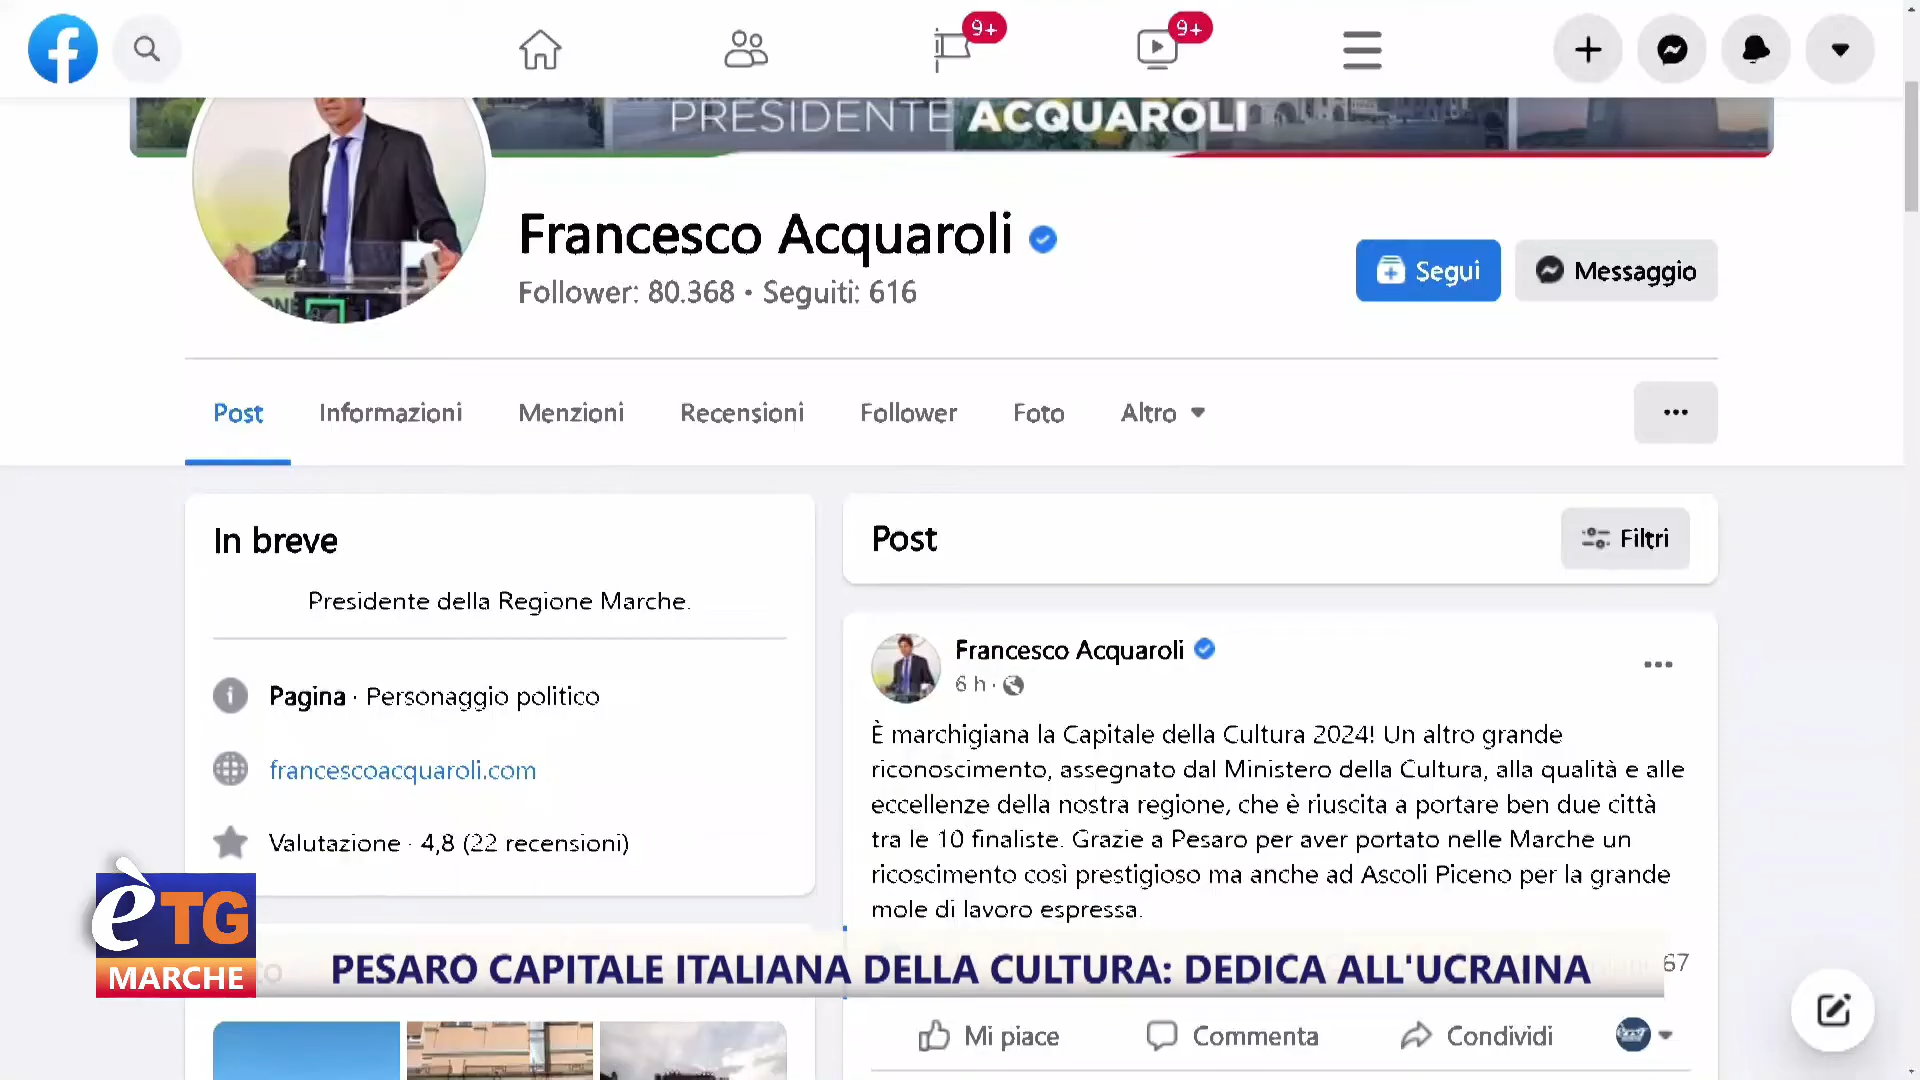 9+
9+
PRESIDENTE ACQUAROLI
Francesco Acquaroli
Follower: 80.368 • Seguiti: 616
Segui
Messaggio
Post
Informazioni
Menzioni
Recensioni
Follower
Foto
Altro
In breve
Presidente della Regione Marche.
Pagina · Personaggio politico
francescoacquaroli.com
Valutazione · 4,8 (22 recensioni)
Post
Filtri
Francesco Acquaroli
6 h ·
È marchigiana la Capitale della Cultura 2024! Un altro grande
riconoscimento, assegnato dal Ministero della Cultura, alla qualità e alle
eccellenze della nostra regione, che è riuscita a portare ben due città
tra le 10 finaliste. Grazie a Pesaro per aver portato nelle Marche un
ricoscimento così prestigioso ma anche ad Ascoli Piceno per la grande
mole di lavoro espressa.
67
è TG
MARCHE
PESARO CAPITALE ITALIANA DELLA CULTURA: DEDICA ALL'UCRAINA
Mi piace
Commenta
Condividi